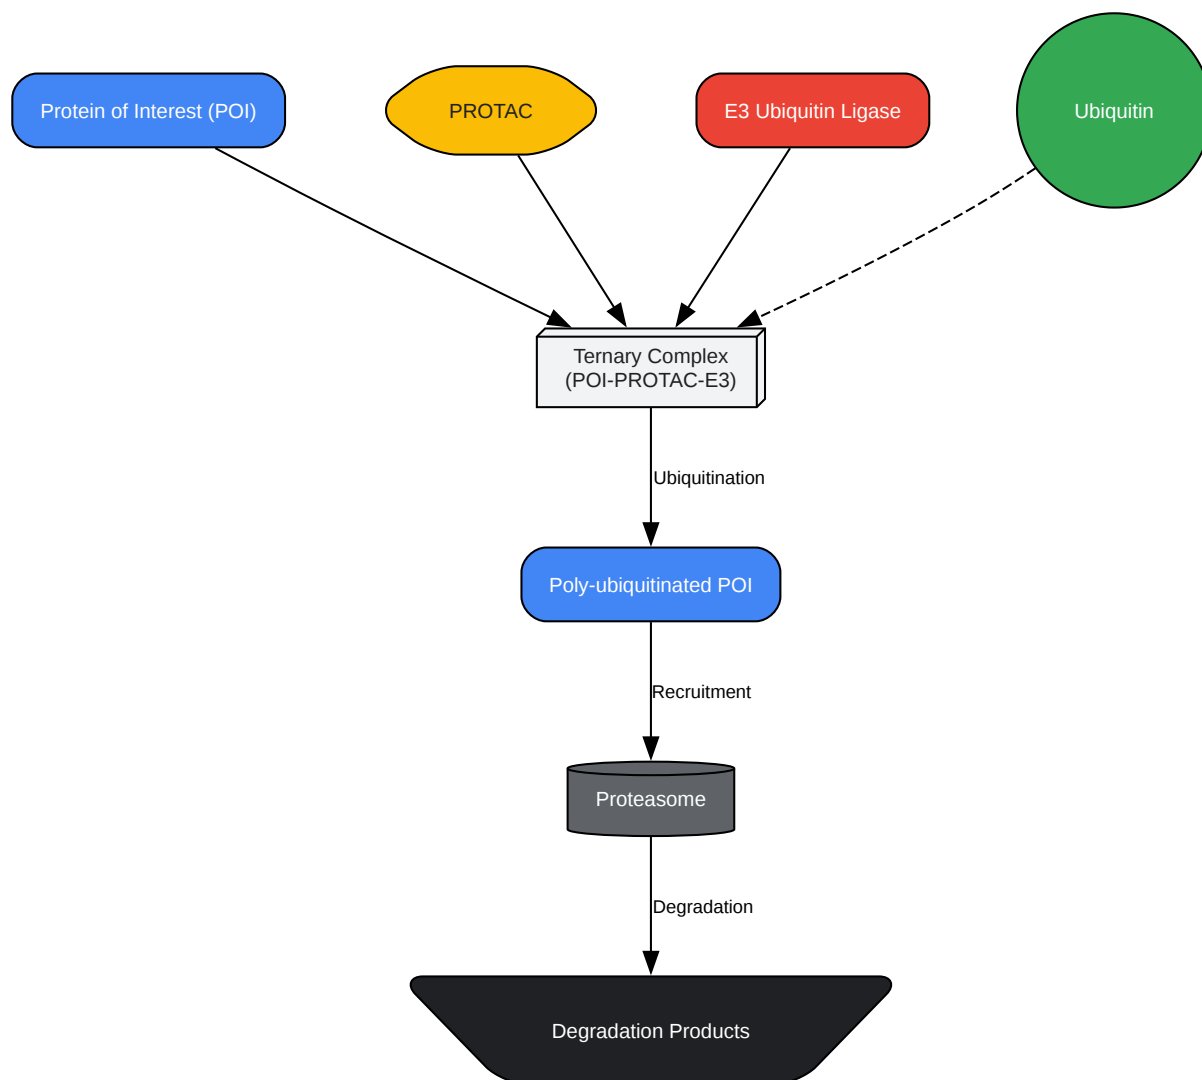 Protein of Interest (POI)
PROTAC
E3 Ubiquitin Ligase
Ubiquitin
Ternary Complex
(POI-PROTAC-E3)
Ubiquitination
Poly-ubiquitinated POI
Recruitment
Proteasome
Degradation
Degradation Products